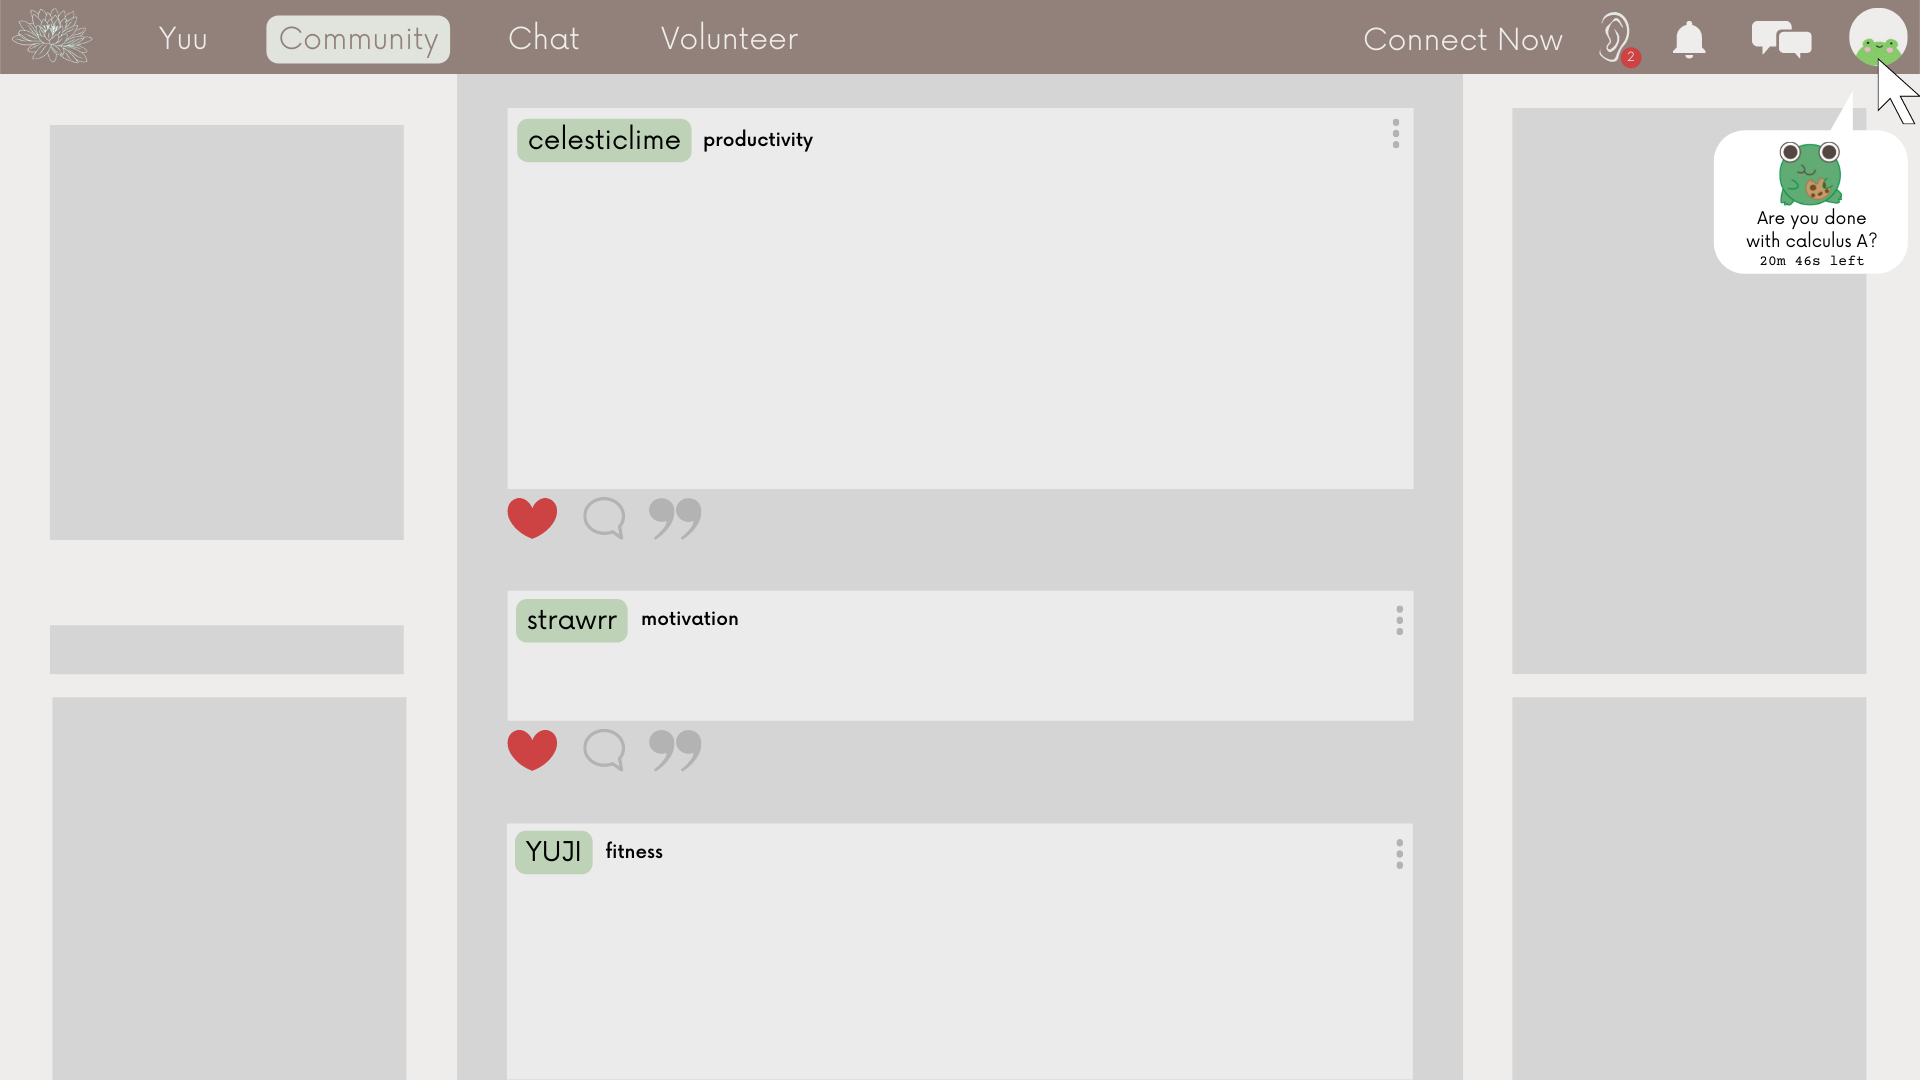 Yuu
Community
Chat
Volunteer
Connect Now
2
celesticlime productivity
Are you done
with calculus A?
20m 46s left
strawrr motivation
YUJI fitness